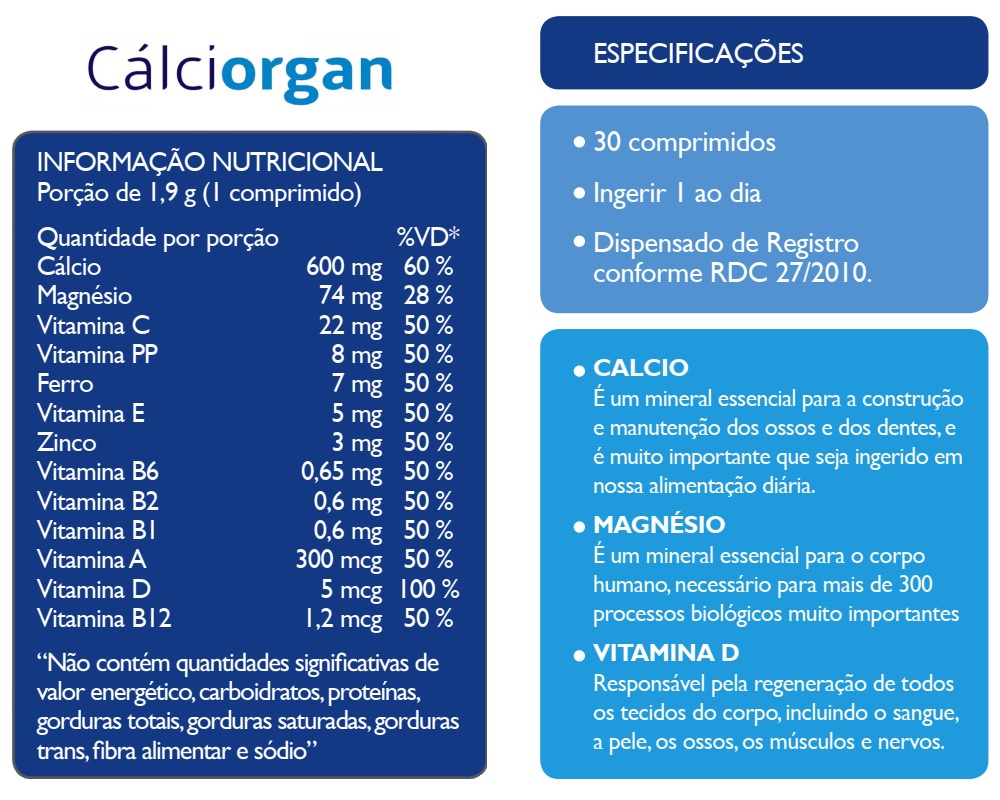 Cálciorgan
INFORMAÇÃO NUTRICIONAL
Porção de 1,9 g (1 comprimido)
Quantidade por porção %VD*
Cálcio 600 mg 60 %
Magnésio 74 mg 28 %
Vitamina C 22 mg 50 %
Vitamina PP 8 mg 50 %
Ferro 7 mg 50 %
Vitamina E 5 mg 50 %
Zinco 3 mg 50 %
Vitamina B6 0,65 mg 50 %
Vitamina B2 0,6 mg 50 %
Vitamina B1 0,6 mg 50 %
Vitamina A 300 mcg 50 %
Vitamina D 5 mcg 100 %
Vitamina B12 1,2 mcg 50 %
“Não contém quantidades significativas de
valor energético, carboidratos, proteínas,
gorduras totais, gorduras saturadas, gorduras
trans, fibra alimentar e sódio”
ESPECIFICAÇÕES
• 30 comprimidos
• Ingerir 1 ao dia
• Dispensado de Registro
conforme RDC 27/2010.
• CALCIO
É um mineral essencial para a construção
e manutenção dos ossos e dos dentes, e
é muito importante que seja ingerido em
nossa alimentação diária.
• MAGNÉSIO
É um mineral essencial para o corpo
humano, necessário para mais de 300
processos biológicos muito importantes
• VITAMINA D
Responsável pela regeneração de todos
os tecidos do corpo, incluindo o sangue,
a pele, os ossos, os músculos e nervos.